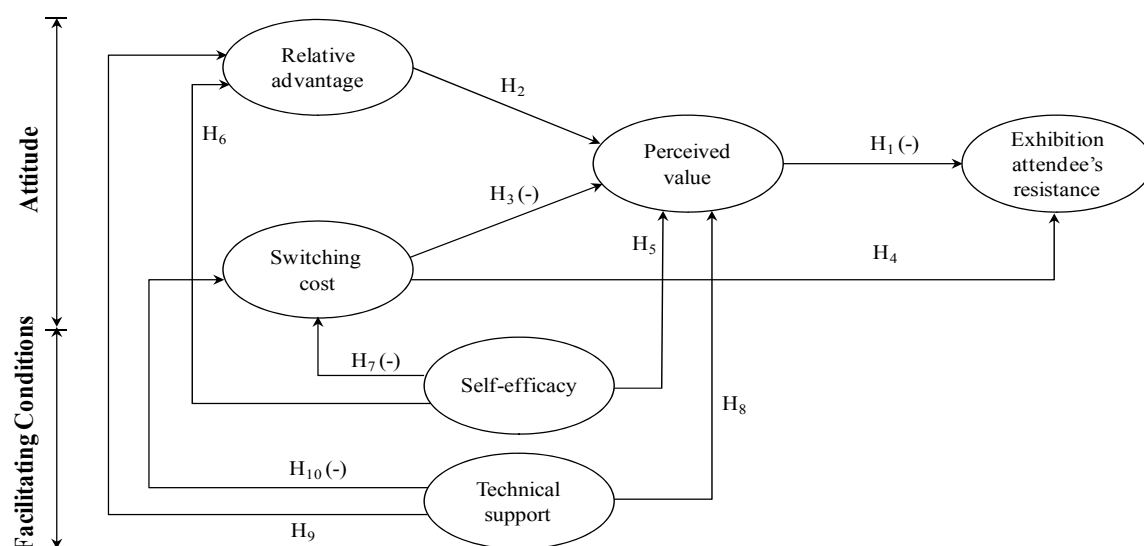 Attitude
Facilitating Conditions
Relative
advantage
H2
H6
Perceived
value
H1 (-)
Exhibition
attendee's
resistance
H3 (-)
Switching
cost
H5
H4
H7 (-)
Self-efficacy
H8
H10 (-)
Technical
support
H9